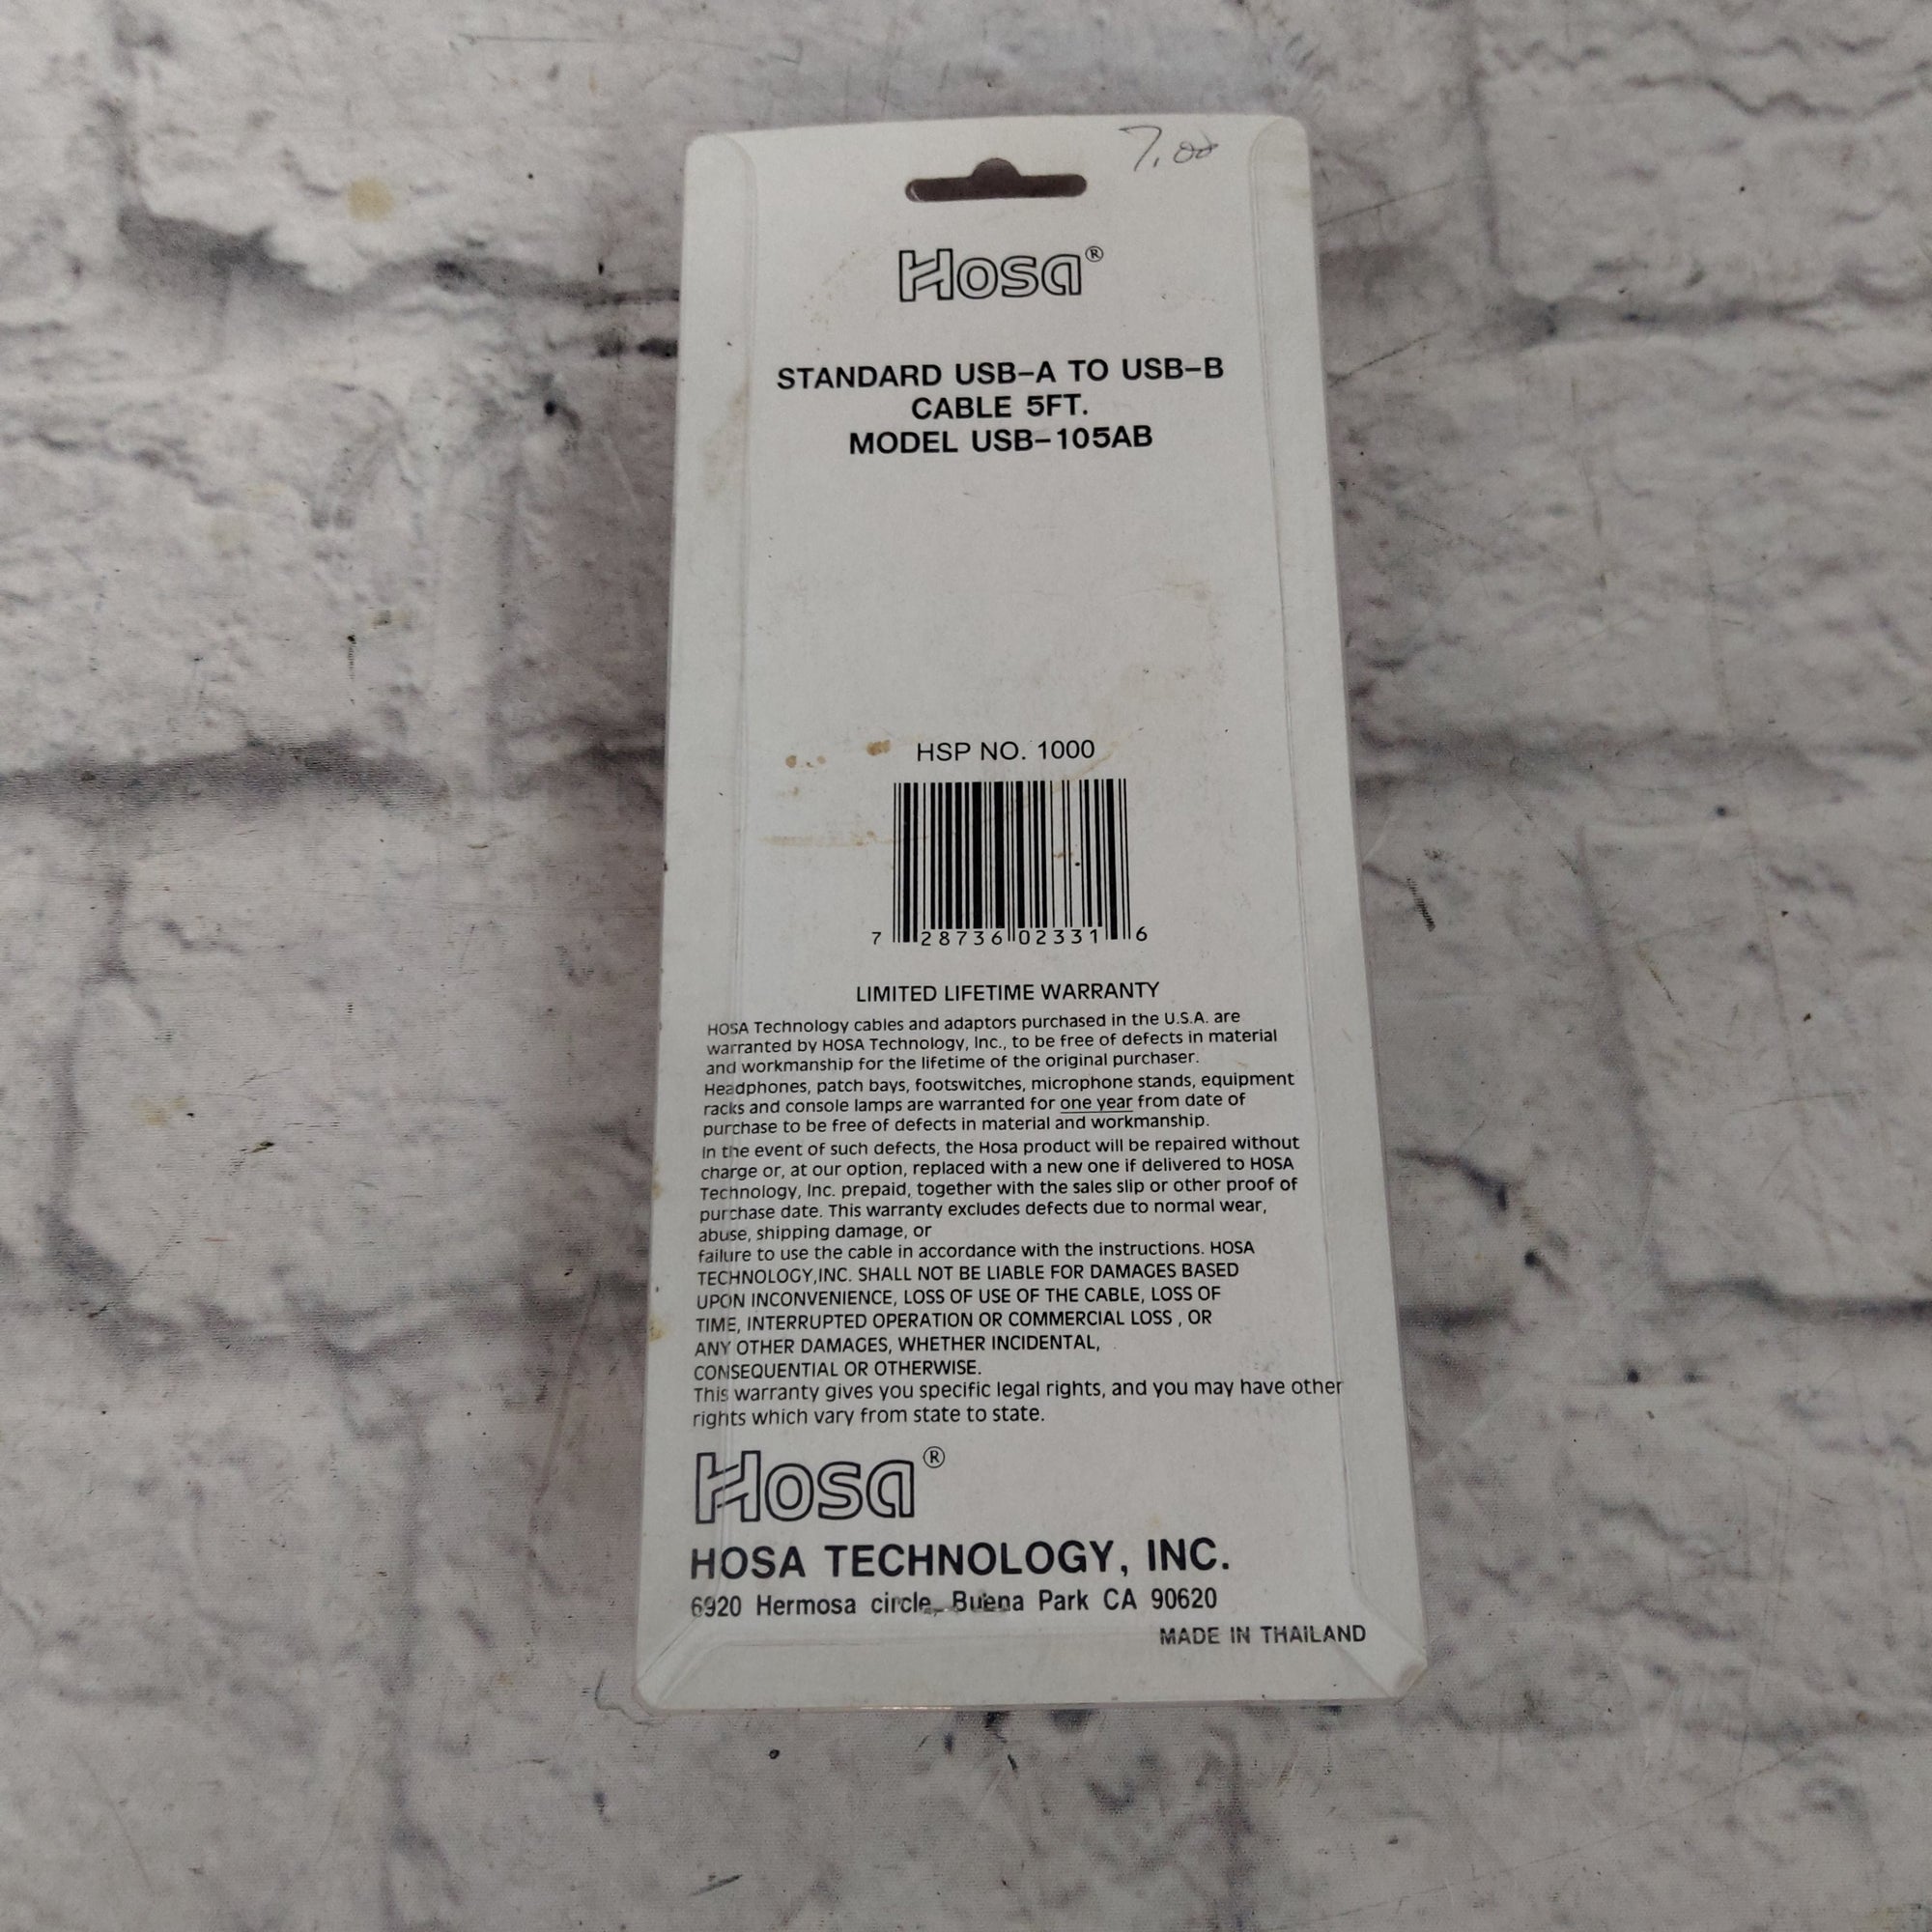 7.00
Hosa®
STANDARD USB-A TO USB-B
CABLE 5FT.
MODEL USB-105AB
HSP NO. 1000
7 28736 02331 6
LIMITED LIFETIME WARRANTY
HOSA Technology cables and adaptors purchased in the U.S.A. are
warranted by HOSA Technology, Inc., to be free of defects in material
and workmanship for the lifetime of the original purchaser.
Headphones, patch bays, footswitches, microphone stands, equipment
racks and console lamps are warranted for one year from date of
purchase to be free of defects in material and workmanship.
In the event of such defects, the Hosa product will be repaired without
charge or, at our option, replaced with a new one if delivered to HOSA
Technology, Inc. prepaid, together with the sales slip or other proof of
purchase date. This warranty excludes defects due to normal wear,
abuse, shipping damage, or
failure to use the cable in accordance with the instructions. HOSA
TECHNOLOGY,INC. SHALL NOT BE LIABLE FOR DAMAGES BASED
UPON INCONVENIENCE, LOSS OF USE OF THE CABLE, LOSS OF
TIME, INTERRUPTED OPERATION OR COMMERCIAL LOSS , OR
ANY OTHER DAMAGES, WHETHER INCIDENTAL,
CONSEQUENTIAL OR OTHERWISE.
This warranty gives you specific legal rights, and you may have other
rights which vary from state to state.
Hosa®
HOSA TECHNOLOGY, INC.
6920 Hermosa circle, Buena Park CA 90620
MADE IN THAILAND